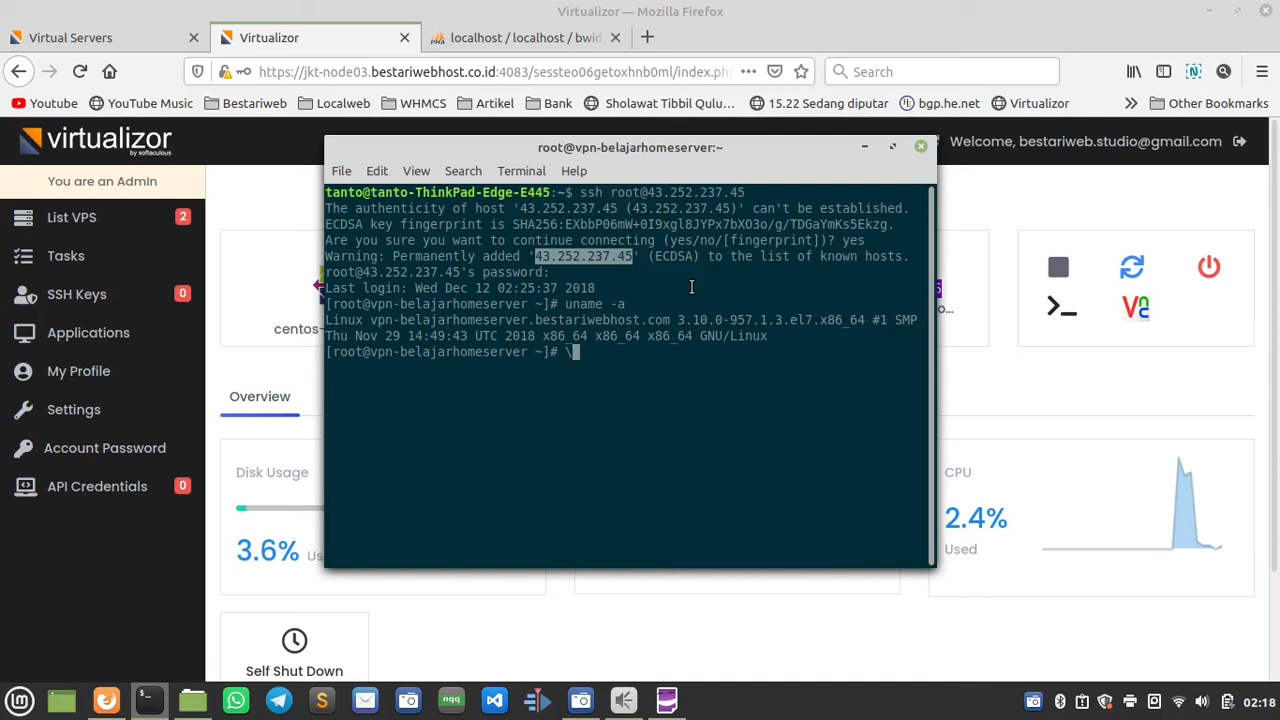 Virtualizor — Mozilla Firefox
Virtual Servers
Virtualizor
localhost / localhost / bwid
https://jkt-node03.bestariwebhost.co.id:4083/sessteo06getoxhnb0ml/index.php
Search
Youtube
YouTube Music
Bestariweb
Localweb
WHMCS
Artikel
Bank
Sholawat Tibbil Qulu…
15.22 Sedang diputar
bgp.he.net
Virtualizor
Other Bookmarks
virtualizor
by softaculous
bestariweb.studio@gmail.com
You are an Admin
List VPS 2
Tasks
SSH Keys 0
Applications
My Profile
Settings
Account Password
API Credentials 0
root@vpn-belajarhomeserver:~
File Edit View Search Terminal Help
tanto@tanto-ThinkPad-Edge-E445:~$ ssh root@43.252.237.45
The authenticity of host '43.252.237.45 (43.252.237.45)' can't be established.
ECDSA key fingerprint is SHA256:EXbbP06mW+0I9xgl8JYPx7bXO3o/g/TDGaYmKs5Ekzg.
Are you sure you want to continue connecting (yes/no/[fingerprint])? yes
Warning: Permanently added '43.252.237.45' (ECDSA) to the list of known hosts.
root@43.252.237.45's password:
Last login: Wed Dec 12 02:25:37 2018
[root@vpn-belajarhomeserver ~]# uname -a
Linux vpn-belajarhomeserver.bestariwebhost.com 3.10.0-957.1.3.el7.x86_64 #1 SMP
Thu Nov 29 14:49:43 UTC 2018 x86_64 x86_64 x86_64 GNU/Linux
[root@vpn-belajarhomeserver ~]# \
centos-
5
o...
Overview
Disk Usage
3.6% Us
CPU
2.4%
Used
Self Shut Down
nqq
02:18